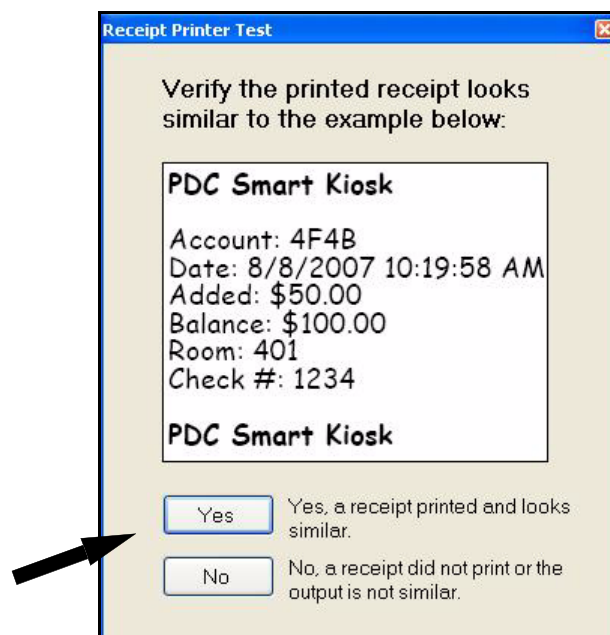 Receipt Printer Test
Verify the printed receipt looks
similar to the example below:
PDC Smart Kiosk
Account: 4F4B
Date: 8/8/2007 10:19:58 AM
Added: $50.00
Balance: $100.00
Room: 401
Check #: 1234
PDC Smart Kiosk
Yes
Yes, a receipt printed and looks
similar.
No
No, a receipt did not print or the
output is not similar.